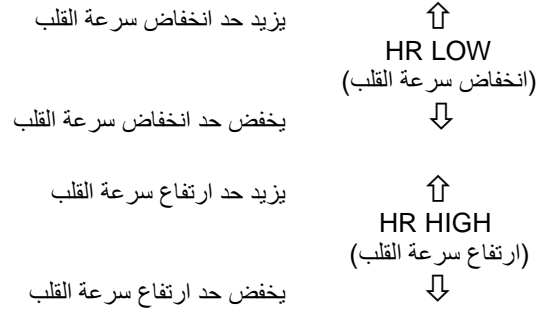 ⇧ يزيد حد انخفاض سرعة القلب
HR LOW
(انخفاض سرعة القلب)
⇩ يخفض حد انخفاض سرعة القلب
⇧ يزيد حد ارتفاع سرعة القلب
HR HIGH
(ارتفاع سرعة القلب)
⇩ يخفض حد ارتفاع سرعة القلب